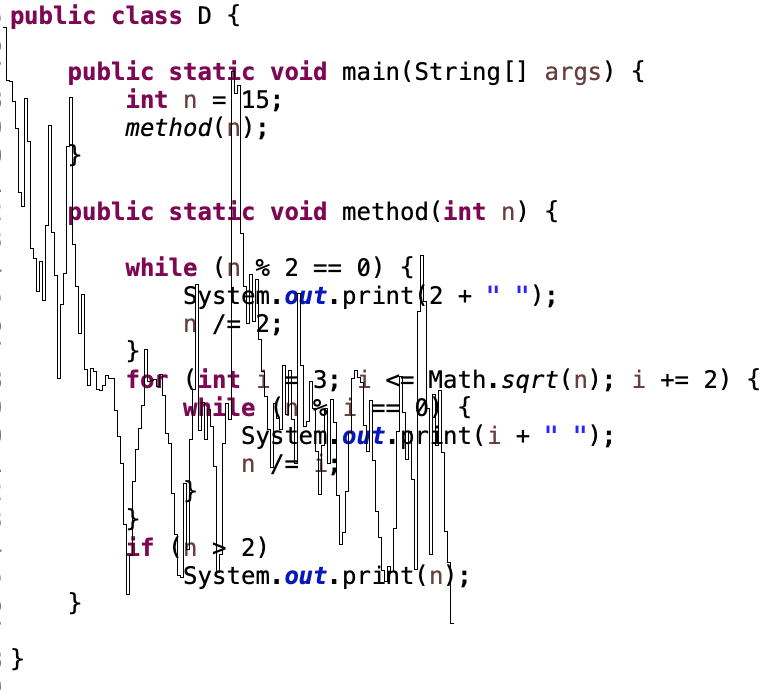 public class D {
public static void main(String[] args) {
int n = 15;
method(n);
}
public static void method(int n) {
while (n % 2 == 0) {
System.out.print(2 + " ");
n /= 2;
}
for (int i = 3; i <= Math.sqrt(n); i += 2) {
while (n % i == 0) {
System.out.print(i + " ");
n /= i;
}
}
if (n > 2)
System.out.print(n);
}
}